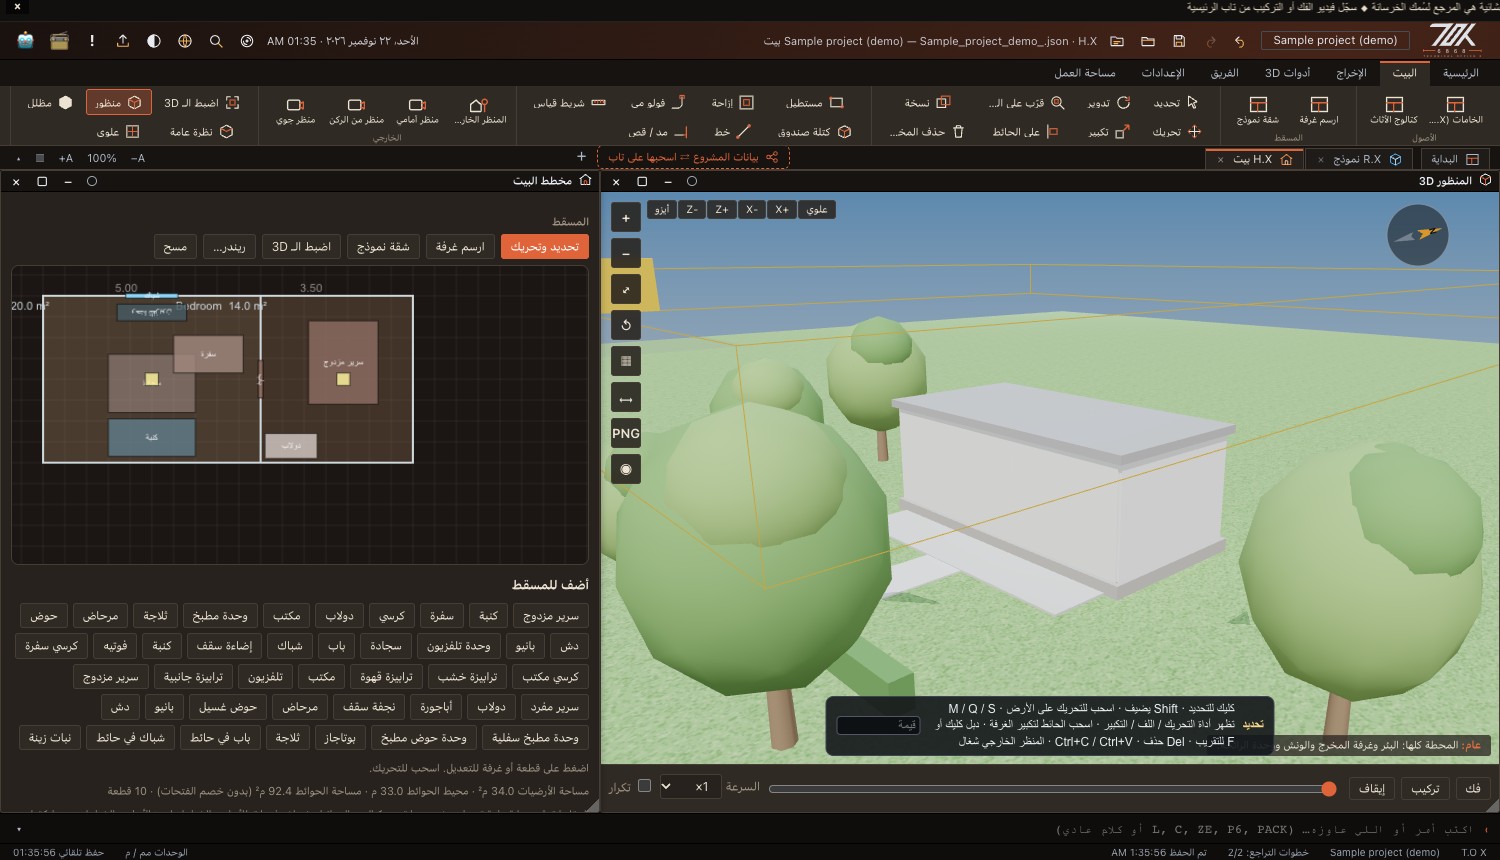 شانية هي المرجع لسُمك الخرسانة ◆ سجّل فيديو الفك أو التركيب من تاب الرئيسية
Sample project (demo)
H.X بيت Sample project (demo) — Sample_project_demo_.json ·
الأحد، ٢٢ نوفمبر ٢٠٢٦ · 01:35 AM
الرئيسية البيت الإخراج أدوات 3D الفريق الإعدادات مساحة العمل
الخامات (X.... كتالوج الأثاث ارسم غرفة شقة نموذج
تحديد تدوير قرّب على الـ... نسخة
تحريك تكبير على الحائط حذف المخـ...
مستطيل إزاحة فولو مي شريط قياس
كتلة صندوق خط مد / قص
المنظر الخار... منظر أمامي منظر من الركن منظر جوي
اضبط الـ 3D منظور مظلل
نظرة عامة علوي
الأصول المسقط الخارجي
البداية R.X نموذج × H.X بيت ×
بيانات المشروع ⇄ اسحبها على تاب
+
A+ 100% A−
المنظور 3D
علوي X+ X- Z+ Z- أيزو
PNG
تحديد
كليك للتحديد · Shift يضيف · اسحب للتحريك على الأرض · M / Q / S
تظهر أداة التحريك / اللف / التكبير · اسحب الحائط لتكبير الغرفة · دبل كليك أو
F للتقريب · Del حذف · Ctrl+C / Ctrl+V · المنظر الخارجي شغال
قيمة
عام: المحطة كلها: البئر وغرفة المخرج والونش
فك تركيب إيقاف السرعة 1× تكرار
مخطط البيت
المسقط
تحديد وتحريك ارسم غرفة شقة نموذج اضبط الـ 3D ريندر... مسح
5.00 3.50
20.0 m² 14.0 m²
شباك
سفرة
سرير مزدوج
كنبة
دولاب
أضف للمسقط
سرير مزدوج كنبة سفرة كرسي دولاب مكتب وحدة مطبخ ثلاجة مرحاض حوض
دش بانيو وحدة تلفزيون سجادة باب شباك إضاءة سقف كنبة فوتيه كرسي سفرة
كرسي مكتب ترابيزة خشب ترابيزة قهوة مكتب تلفزيون ترابيزة جانبية سرير مزدوج
سرير مفرد دولاب أباجورة نجفة سقف مرحاض حوض غسيل بانيو دش
وحدة مطبخ سفلية وحدة حوض مطبخ بوتاجاز ثلاجة باب في حائط شباك في حائط نبات زينة
اضغط على قطعة أو غرفة للتعديل. اسحب للتحريك.
مساحة الأرضيات 34.0 م² · محيط الحوائط 33.0 م · مساحة الحوائط 92.4 م² (بدون خصم الفتحات) · 10 قطعة
› اكتب أمر أو اللي عاوزه… (L, C, ZE, P6, PACK أو كلام عادي)
T.O X Sample project (demo) خطوات التراجع: 2/2 تم الحفظ 1:35:56 AM
الوحدات مم / م حفظ تلقائي 01:35:56